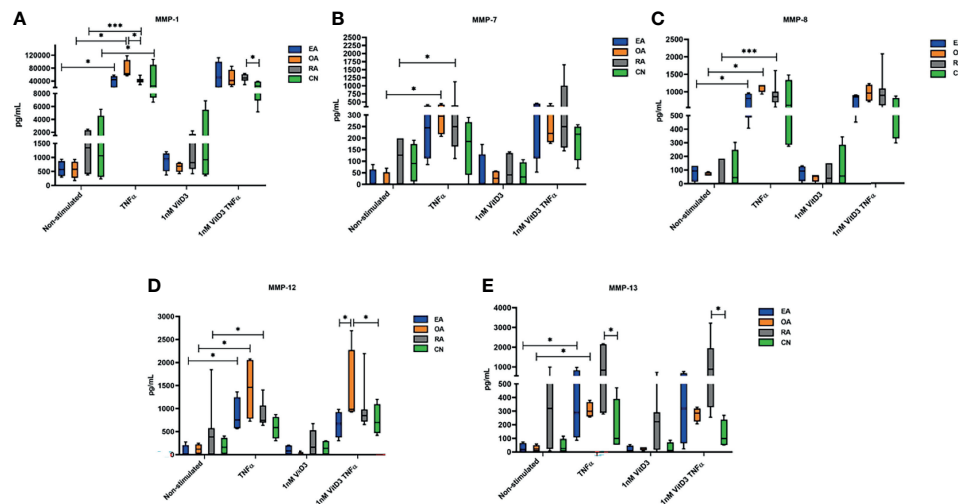 A
MMP-1
***
*
*
*
*
*
pg/mL
120000
80000
40000
14000
12000
10000
8000
6000
4000
2000
1000
500
0
EA
OA
RA
CN
Non-stimulated
TNFα
1nM VitD3
1nM VitD3 TNFα
B
MMP-7
*
*
pg/mL
2500
2250
2000
1750
1500
1250
1000
750
500
300
250
200
150
100
50
0
EA
OA
RA
CN
Non-stimulated
TNFα
1nM VitD3
1nM VitD3 TNFα
C
MMP-8
***
*
*
pg/mL
2500
2000
1500
1000
500
400
300
200
100
0
Non-stimulated
TNFα
1nM VitD3
1nM VitD3 TNFα
D
MMP-12
*
*
*
*
*
pg/mL
3000
2500
2000
1500
1000
500
0
EA
OA
RA
CN
Non-stimulated
TNFα
1nM VitD3
1nM VitD3 TNFα
E
MMP-13
*
*
*
*
pg/mL
4000
3000
2000
1000
500
400
300
200
100
0
EA
OA
RA
CN
Non-stimulated
TNFα
1nM VitD3
1nM VitD3 TNFα